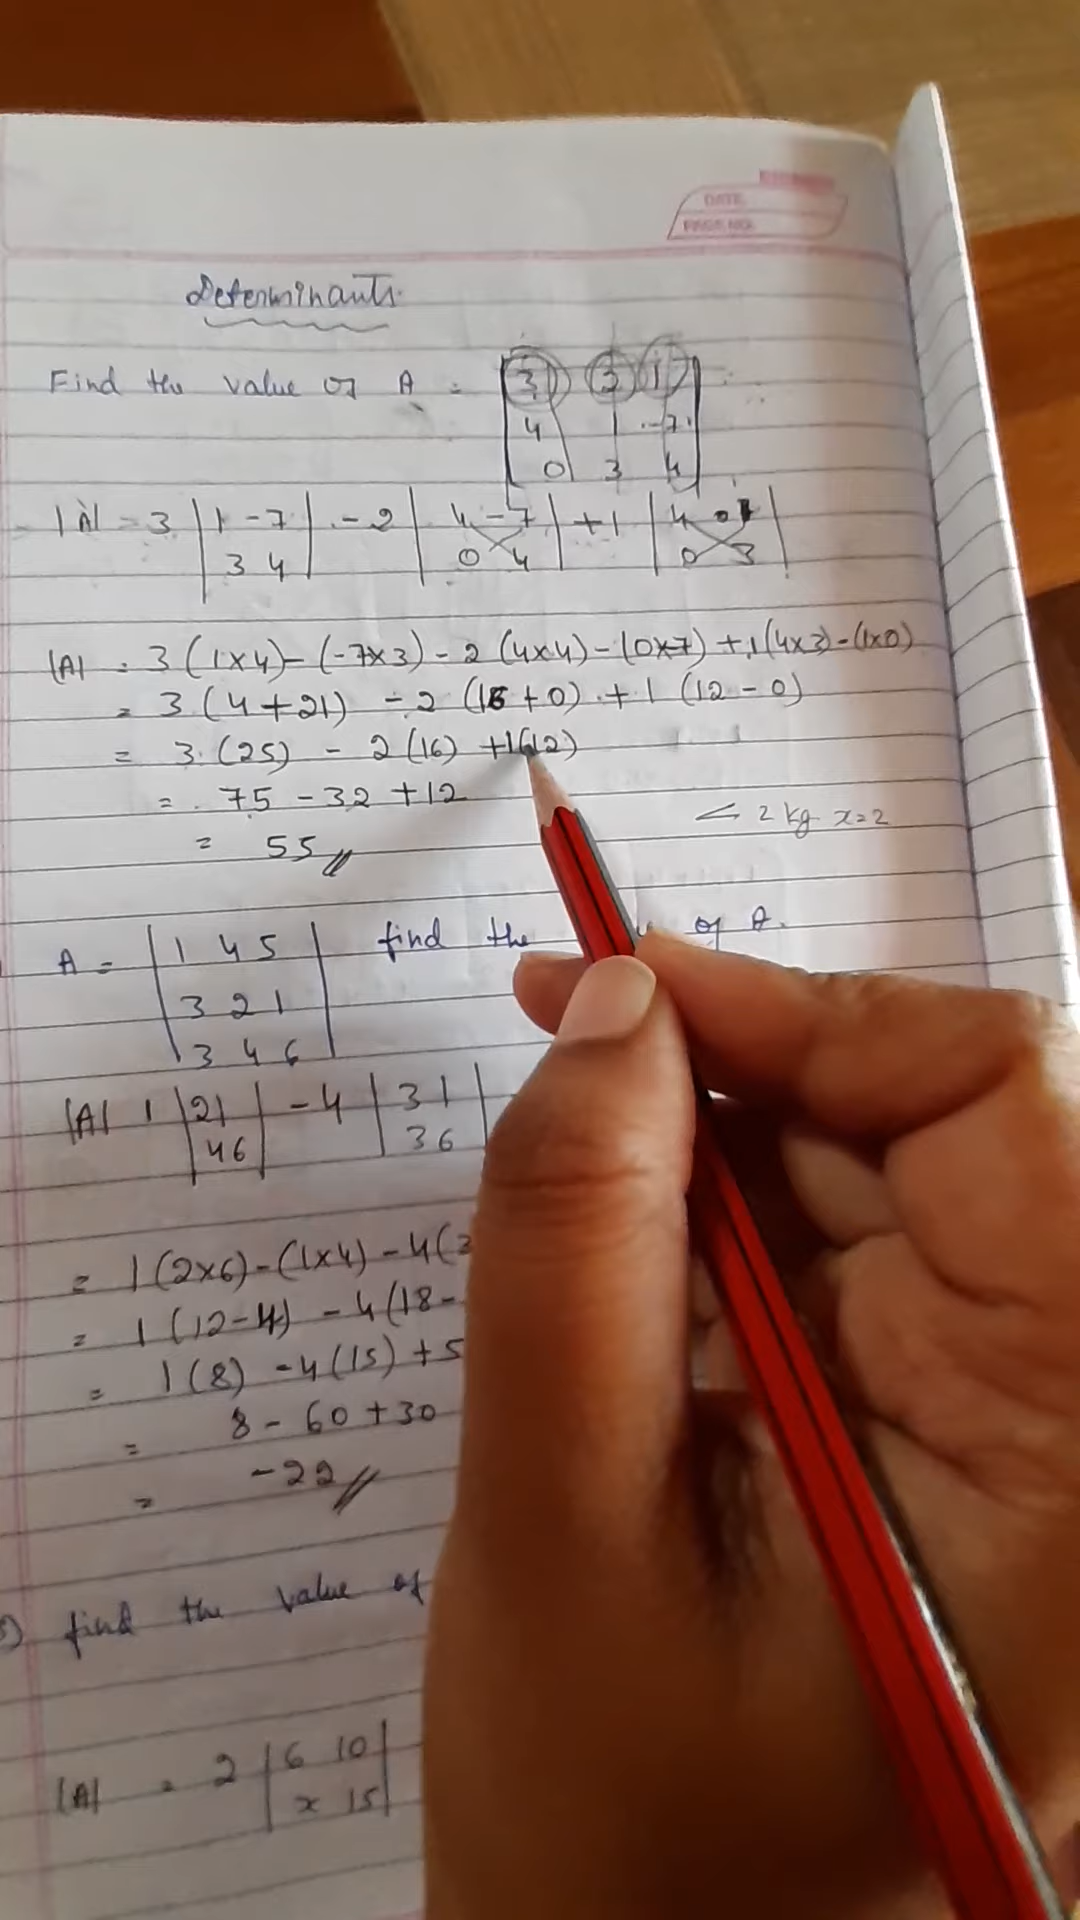 DATE
PAGE NO.
Determinants.
Find the value of A = | 3 2 1 |
4 1 -7
0 3 4
|A| = 3 | 1 -7 | - 2 | 4 -7 | + 1 | 4 1 |
3 4 0 4 0 3
|A| = 3 (1x4) - (-7x3) - 2 (4x4) - (0x-7) + 1 (4x3) - (1x0)
= 3 (4+21) - 2 (16+0) + 1 (12-0)
= 3 (25) - 2 (16) +1(12)
= 75 - 32 + 12
< 2 kg x=2
= 55 //
A = | 1 4 5 | find the of A.
3 2 1
3 4 6
|A| 1 | 2 1 | - 4 | 3 1 |
4 6 3 6
= 1 (2x6) - (1x4) - 4 (3
= 1 (12-4) - 4 (18-
= 1 (8) - 4 (15) + 5
= 8 - 60 + 30
= -22 //
) find the value of
|A| = 2 | 6 10 |
x 15